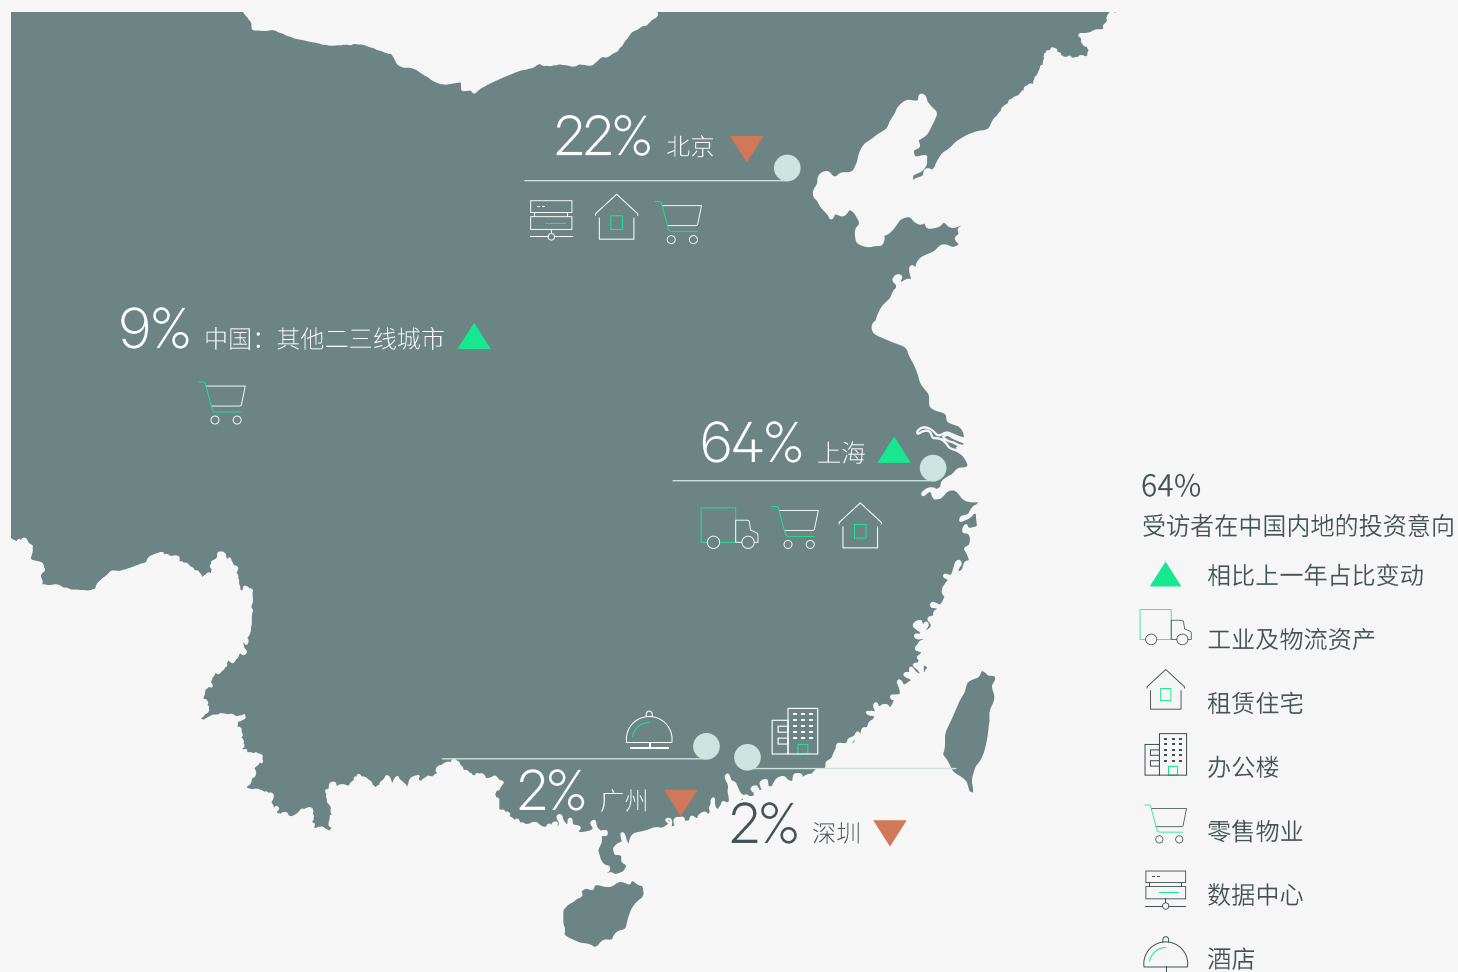 22% 北京
9% 中国：其他二三线城市
64% 上海
2% 广州
2% 深圳
64%
受访者在中国内地的投资意向
相比上一年占比变动
工业及物流资产
租赁住宅
办公楼
零售物业
数据中心
酒店